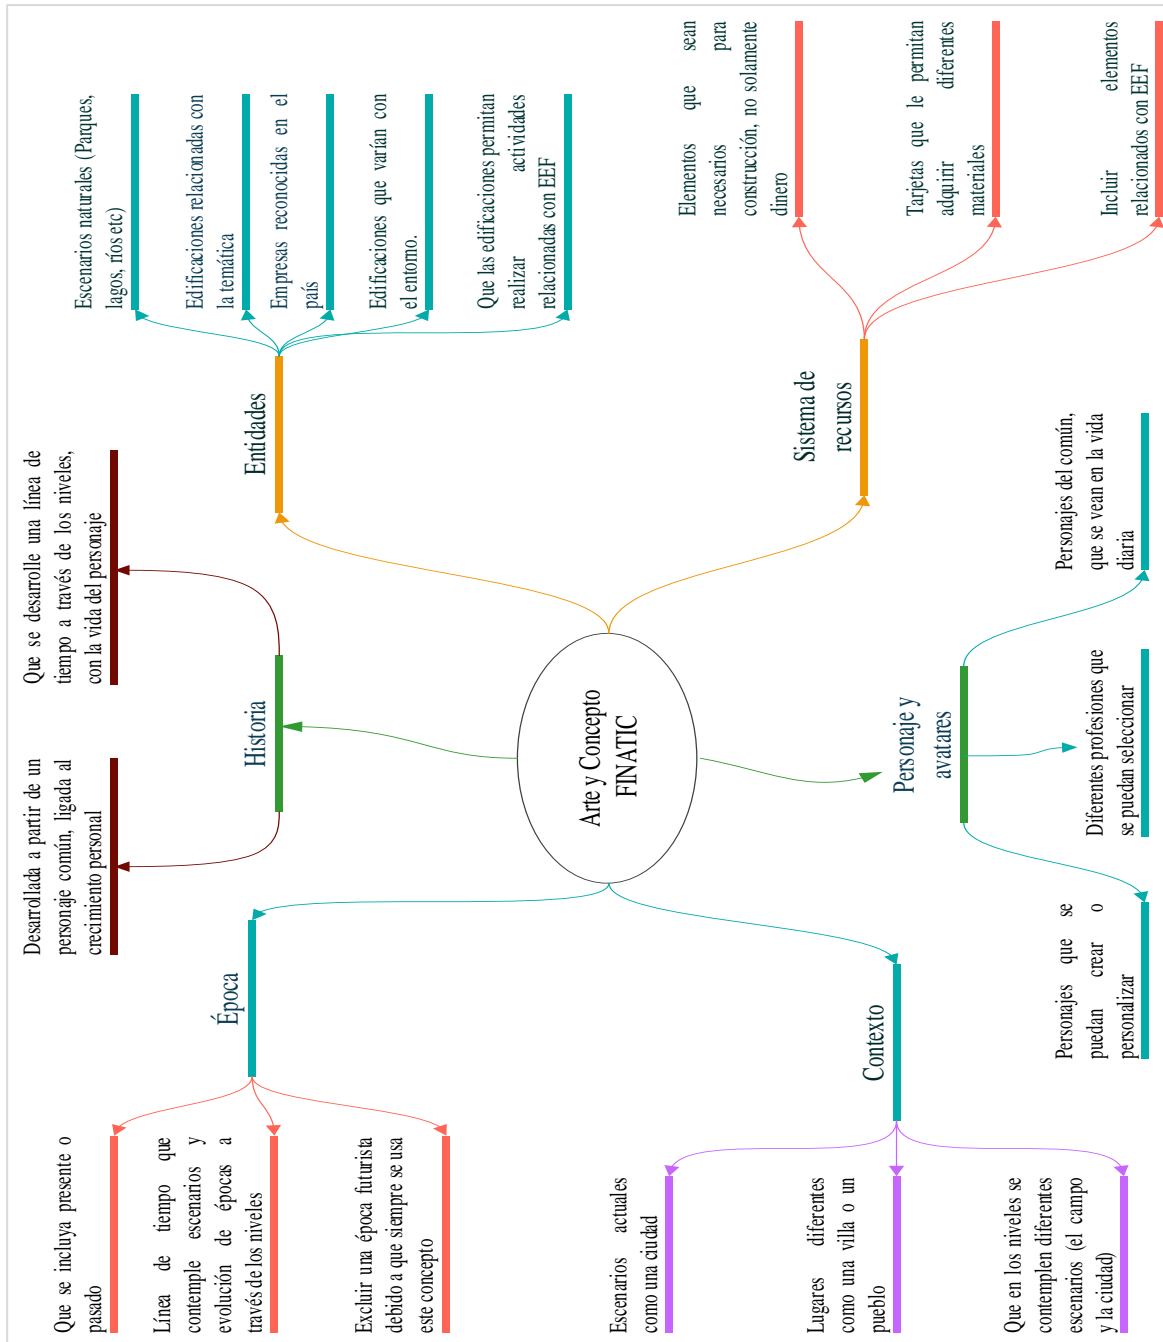 Arte y Concepto
FINATIC
Época
Que se incluya presente o
pasado
Línea de tiempo que
contemple escenarios y
evolución de épocas a
través de los niveles
Excluir una época futurista
debido a que siempre se usa
este concepto
Historia
Desarrollada a partir de un
personaje común, ligada al
crecimiento personal
Que se desarrolle una línea de
tiempo a través de los niveles,
con la vida del personaje
Entidades
Escenarios naturales (Parques,
lagos, ríos etc)
Edificaciones relacionadas con
la temática
Empresas reconocidas en el
país
Edificaciones que varían con
el entorno.
Que las edificaciones permitan
realizar actividades
relacionadas con EEF
Contexto
Escenarios actuales
como una ciudad
Lugares diferentes
como una villa o un
pueblo
Que en los niveles se
contemplen diferentes
escenarios (el campo
y la ciudad)
Personaje y
avatares
Personajes que se
puedan crear o
personalizar
Diferentes profesiones que
se puedan seleccionar
Personajes del común,
que se vean en la vida
diaria
Sistema de
recursos
Elementos que sean
necesarios para
construcción, no solamente
dinero
Tarjetas que le permitan
adquirir diferentes
materiales
Incluir elementos
relacionados con EEF